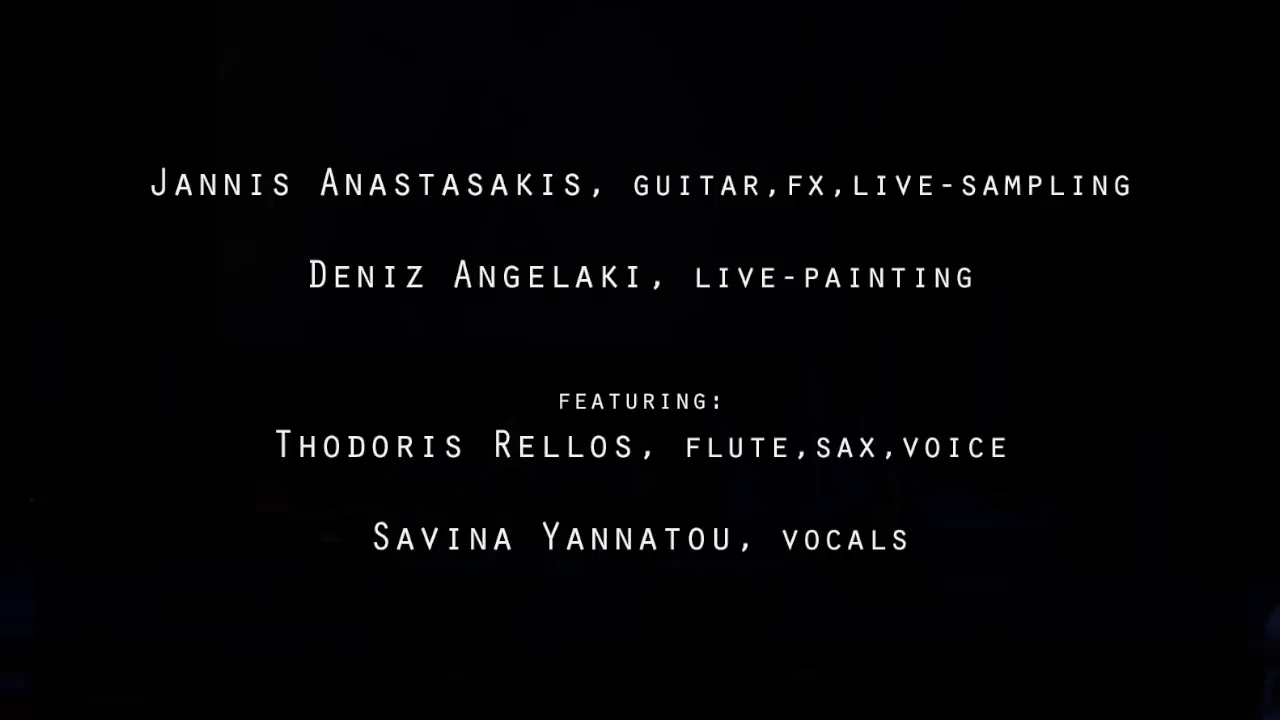 Jannis Anastasakis, guitar,fx,live-sampling
Deniz Angelaki, live-painting
featuring:
Thodoris Rellos, flute,sax,voice
Savina Yannatou, vocals